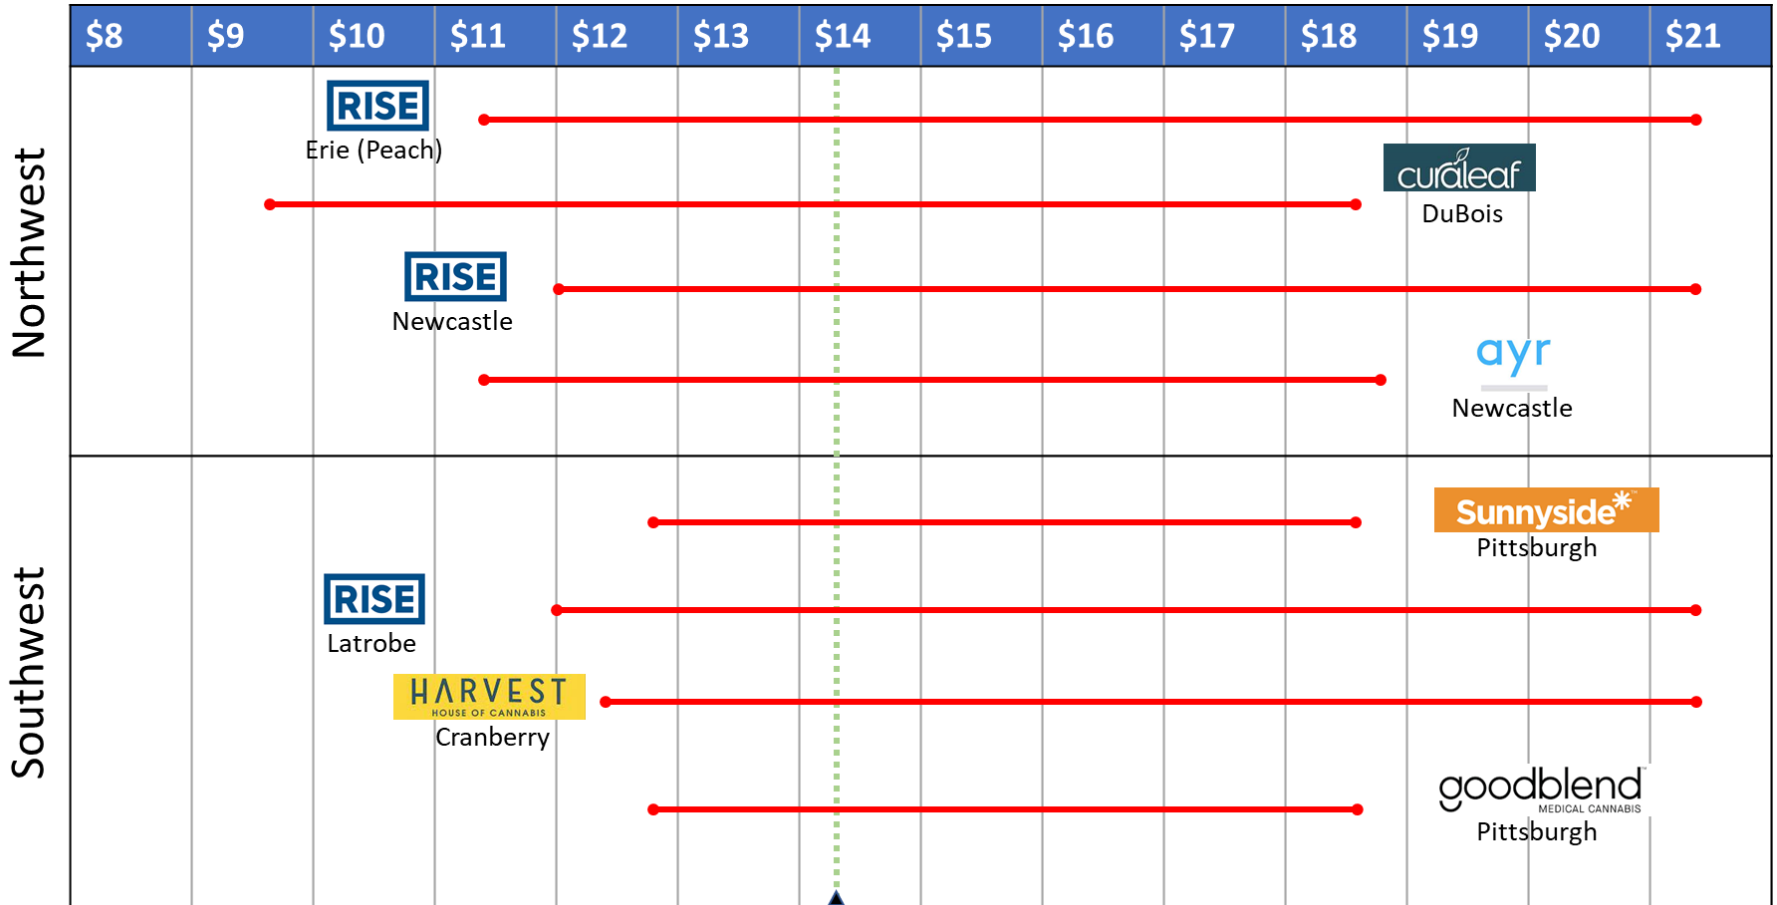 $8 $9 $10 $11 $12 $13 $14 $15 $16 $17 $18 $19 $20 $21
Northwest
RISE
Erie (Peach)
curaleaf
DuBois
RISE
Newcastle
ayr
Newcastle
Southwest
Sunnyside*
Pittsburgh
RISE
Latrobe
HARVEST
HOUSE OF CANNABIS
Cranberry
goodblend
MEDICAL CANNABIS
Pittsburgh